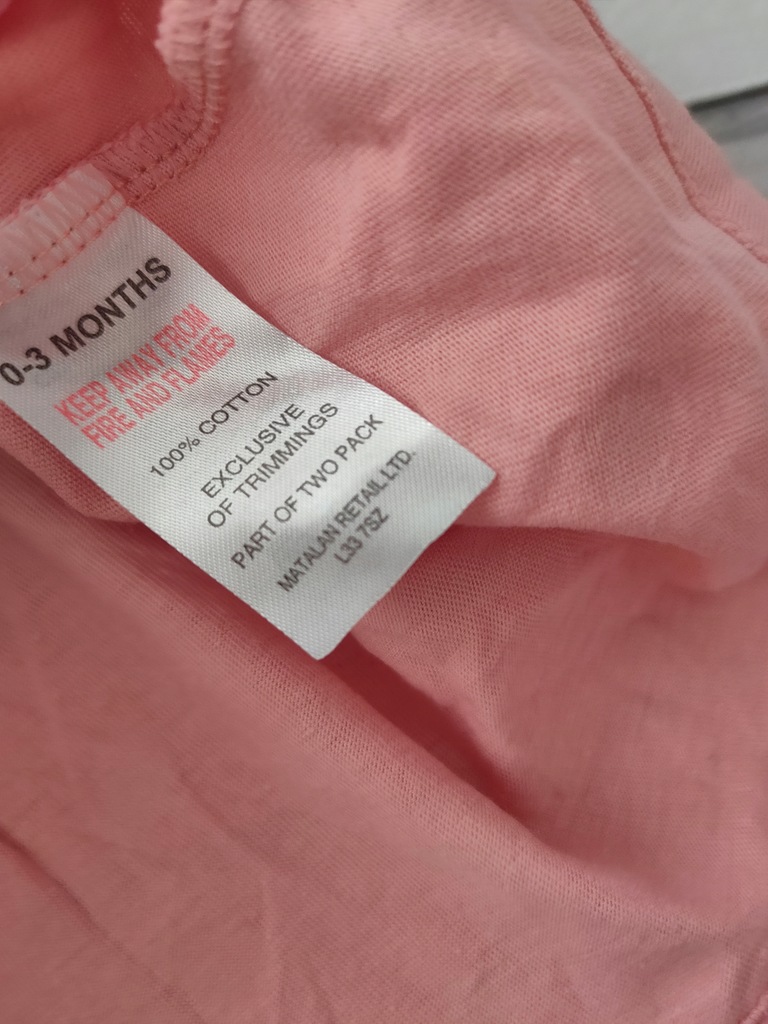 0-3 MONTHS
KEEP AWAY FROM
FIRE AND FLAMES
100% COTTON
EXCLUSIVE
OF TRIMMINGS
PART OF TWO PACK
MATALAN RETAIL LTD.
L33 7SZ